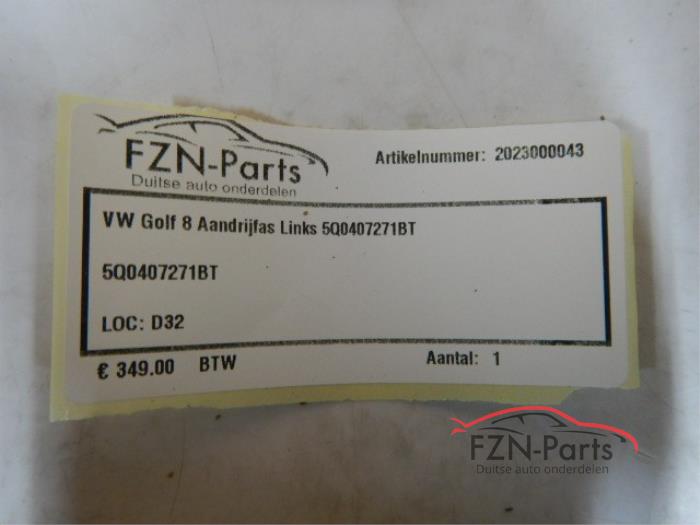 FZN-Parts
Duitse auto onderdelen
Artikelnummer: 2023000043
VW Golf 8 Aandrijfas Links 5Q0407271BT
5Q0407271BT
LOC: D32
€ 349.00 BTW
Aantal: 1
FZN-Parts
Duitse auto onderdelen